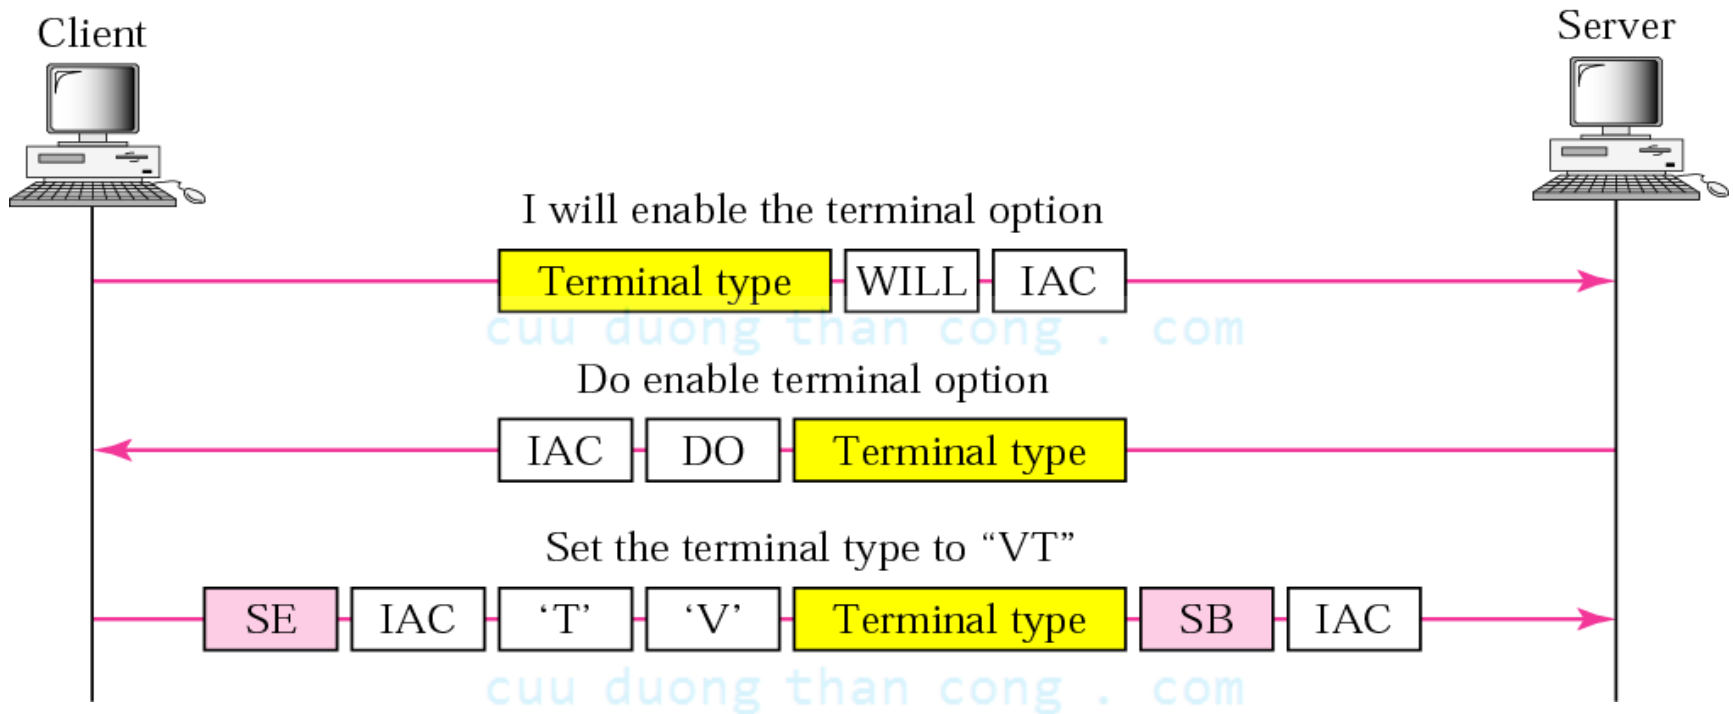 Client
Server
I will enable the terminal option
Terminal type WILL IAC
cuu duong than cong . com
Do enable terminal option
IAC DO Terminal type
Set the terminal type to “VT”
SE IAC ‘T’ ‘V’ Terminal type SB IAC
cuu duong than cong . com